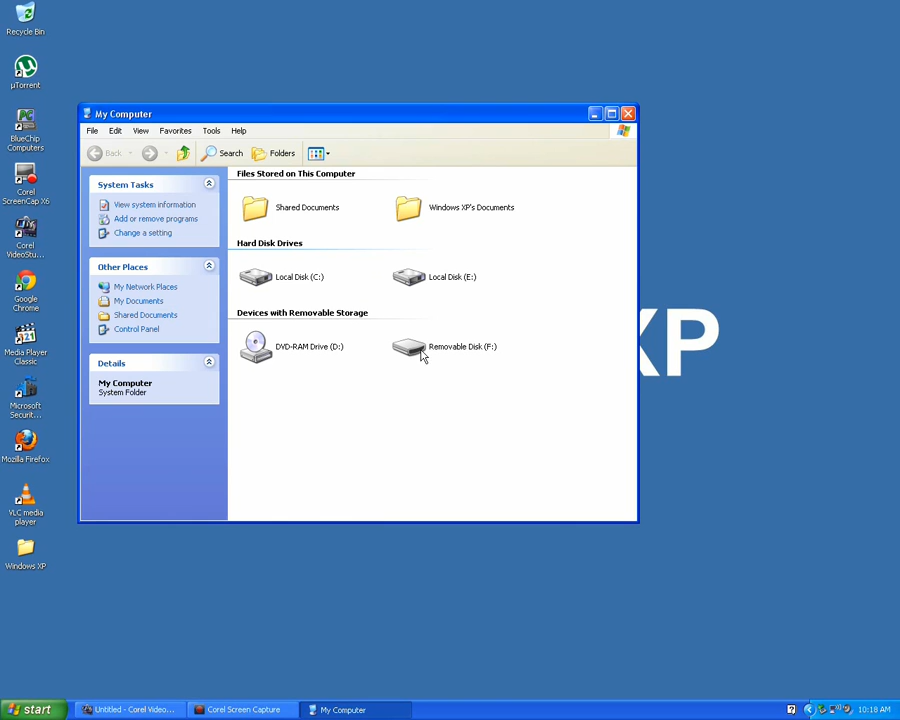 Recycle Bin
µTorrent
BlueChip
Computers
Corel
ScreenCap X6
Corel
VideoStu...
Google
Chrome
Media Player
Classic
Microsoft
Securit...
Mozilla Firefox
VLC media
player
Windows XP
My Computer
File Edit View Favorites Tools Help
Back Search Folders
System Tasks
View system information
Add or remove programs
Change a setting
Other Places
My Network Places
My Documents
Shared Documents
Control Panel
Details
My Computer
System Folder
Files Stored on This Computer
Shared Documents Windows XP's Documents
Hard Disk Drives
Local Disk (C:) Local Disk (E:)
Devices with Removable Storage
DVD-RAM Drive (D:) Removable Disk (F:)
XP
start Untitled - Corel Video... Corel Screen Capture My Computer 10:18 AM